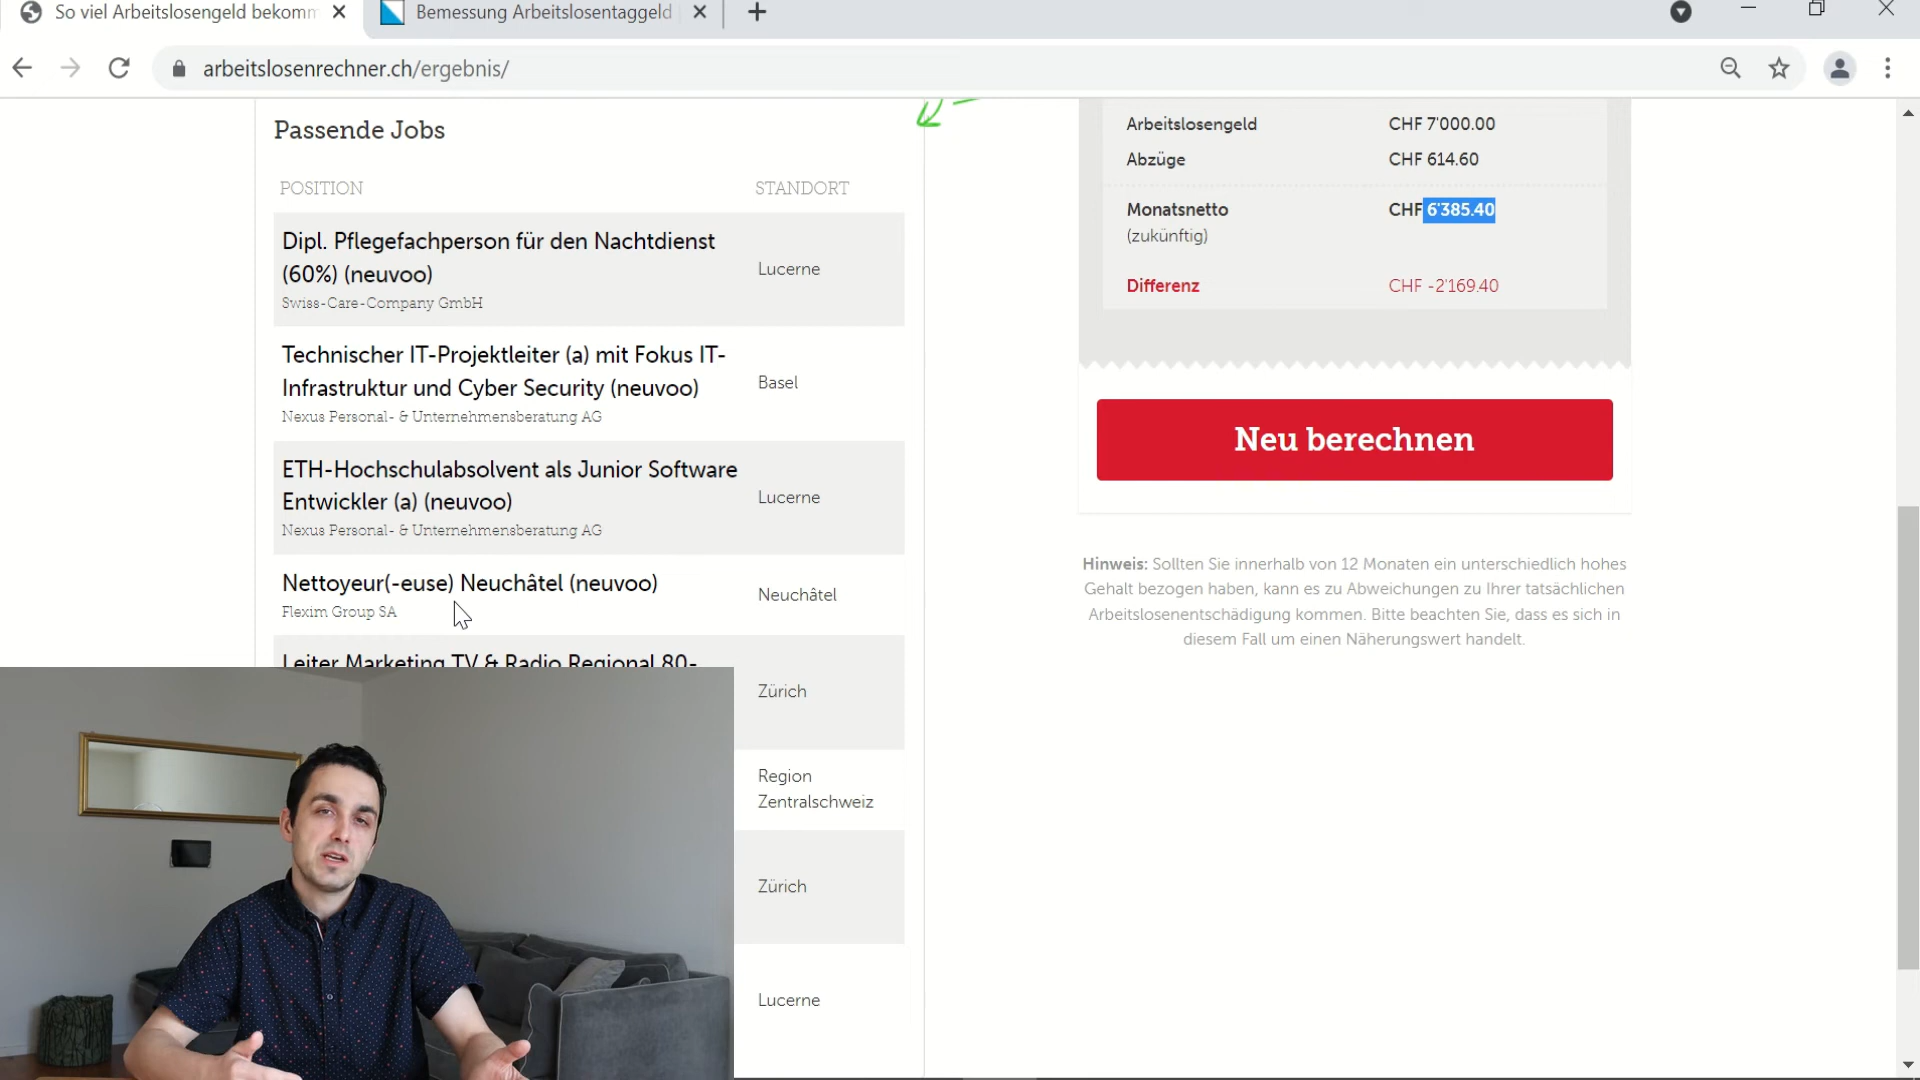 So viel Arbeitslosengeld bekomm
Bemessung Arbeitslosentaggeld
arbeitslosenrechner.ch/ergebnis/
Passende Jobs
POSITION STANDORT
Dipl. Pflegefachperson für den Nachtdienst
(60%) (neuvoo)
Swiss-Care-Company GmbH
Lucerne
Technischer IT-Projektleiter (a) mit Fokus IT-
Infrastruktur und Cyber Security (neuvoo)
Nexus Personal- & Unternehmensberatung AG
Basel
ETH-Hochschulabsolvent als Junior Software
Entwickler (a) (neuvoo)
Nexus Personal- & Unternehmensberatung AG
Lucerne
Nettoyeur(-euse) Neuchâtel (neuvoo)
Flexim Group SA
Neuchâtel
Leiter Marketing TV & Radio Regional 80-
Zürich
Region
Zentralschweiz
Zürich
Lucerne
Arbeitslosengeld CHF 7'000.00
Abzüge CHF 614.60
Monatsnetto CHF 6'385.40
(zukünftig)
Differenz CHF -2'169.40
Neu berechnen
Hinweis: Sollten Sie innerhalb von 12 Monaten ein unterschiedlich hohes
Gehalt bezogen haben, kann es zu Abweichungen zu Ihrer tatsächlichen
Arbeitslosenentschädigung kommen. Bitte beachten Sie, dass es sich in
diesem Fall um einen Näherungswert handelt.